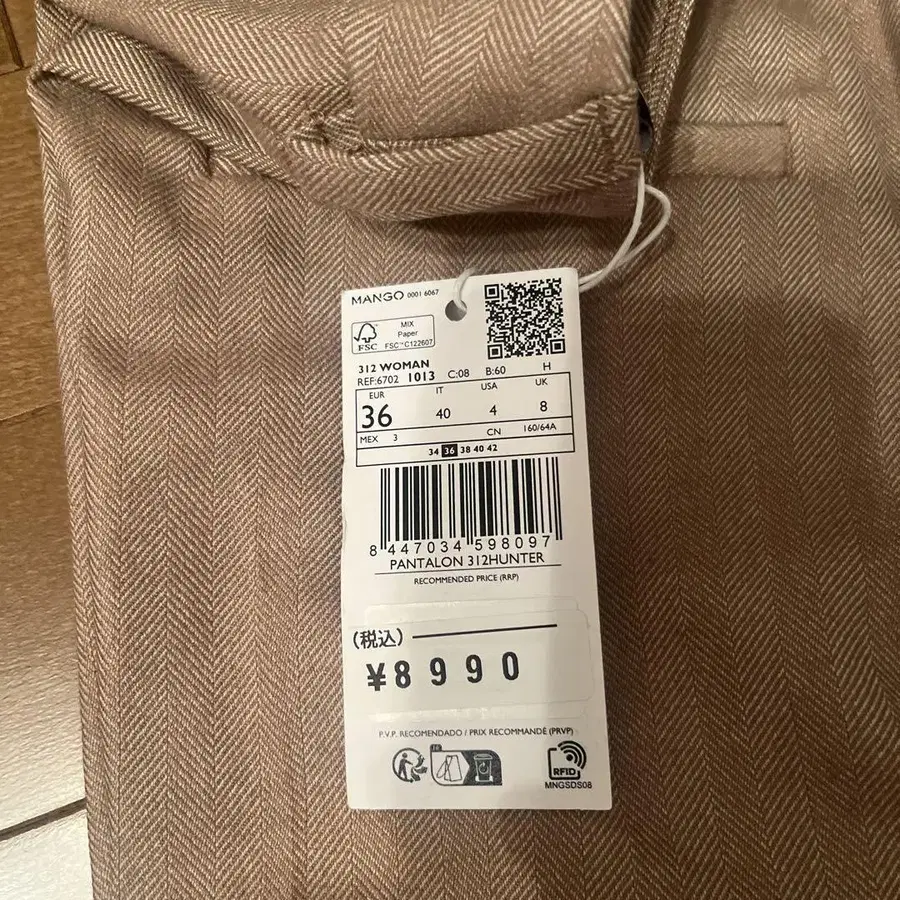 MANGO 0001 6067
MIX
Paper
FSC™C122607
FSC
312 WOMAN
REF:6702 1013 C:08 B:60 H
EUR IT USA UK
36 40 4 8
MEX 3 CN 160/64A
34 36 38 40 42
8 447034 598097
PANTALON 312HUNTER
RECOMMENDED PRICE (RRP)
(税込)
¥8990
P.V.P. RECOMENDADO / PRIX RECOMMANDÉ (PRVP)
RFID
MNGSDS08